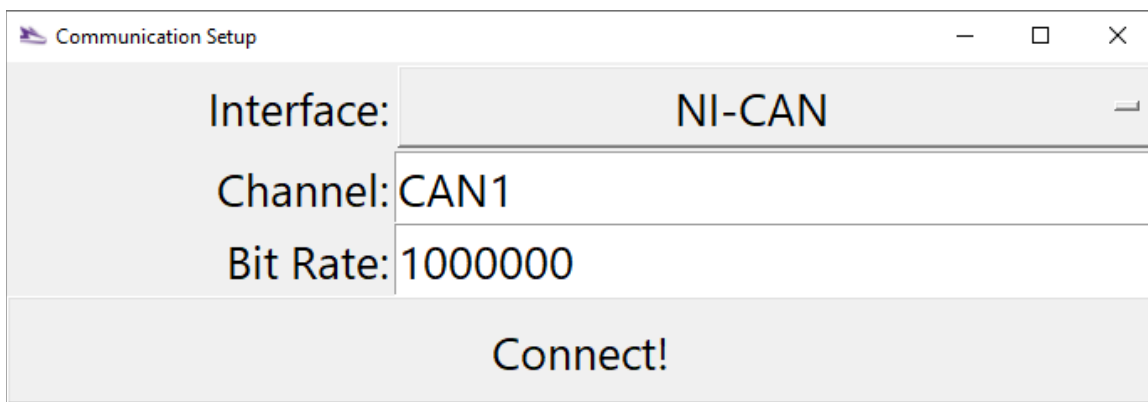 Communication Setup
Interface: NI-CAN
Channel: CAN1
Bit Rate: 1000000
Connect!